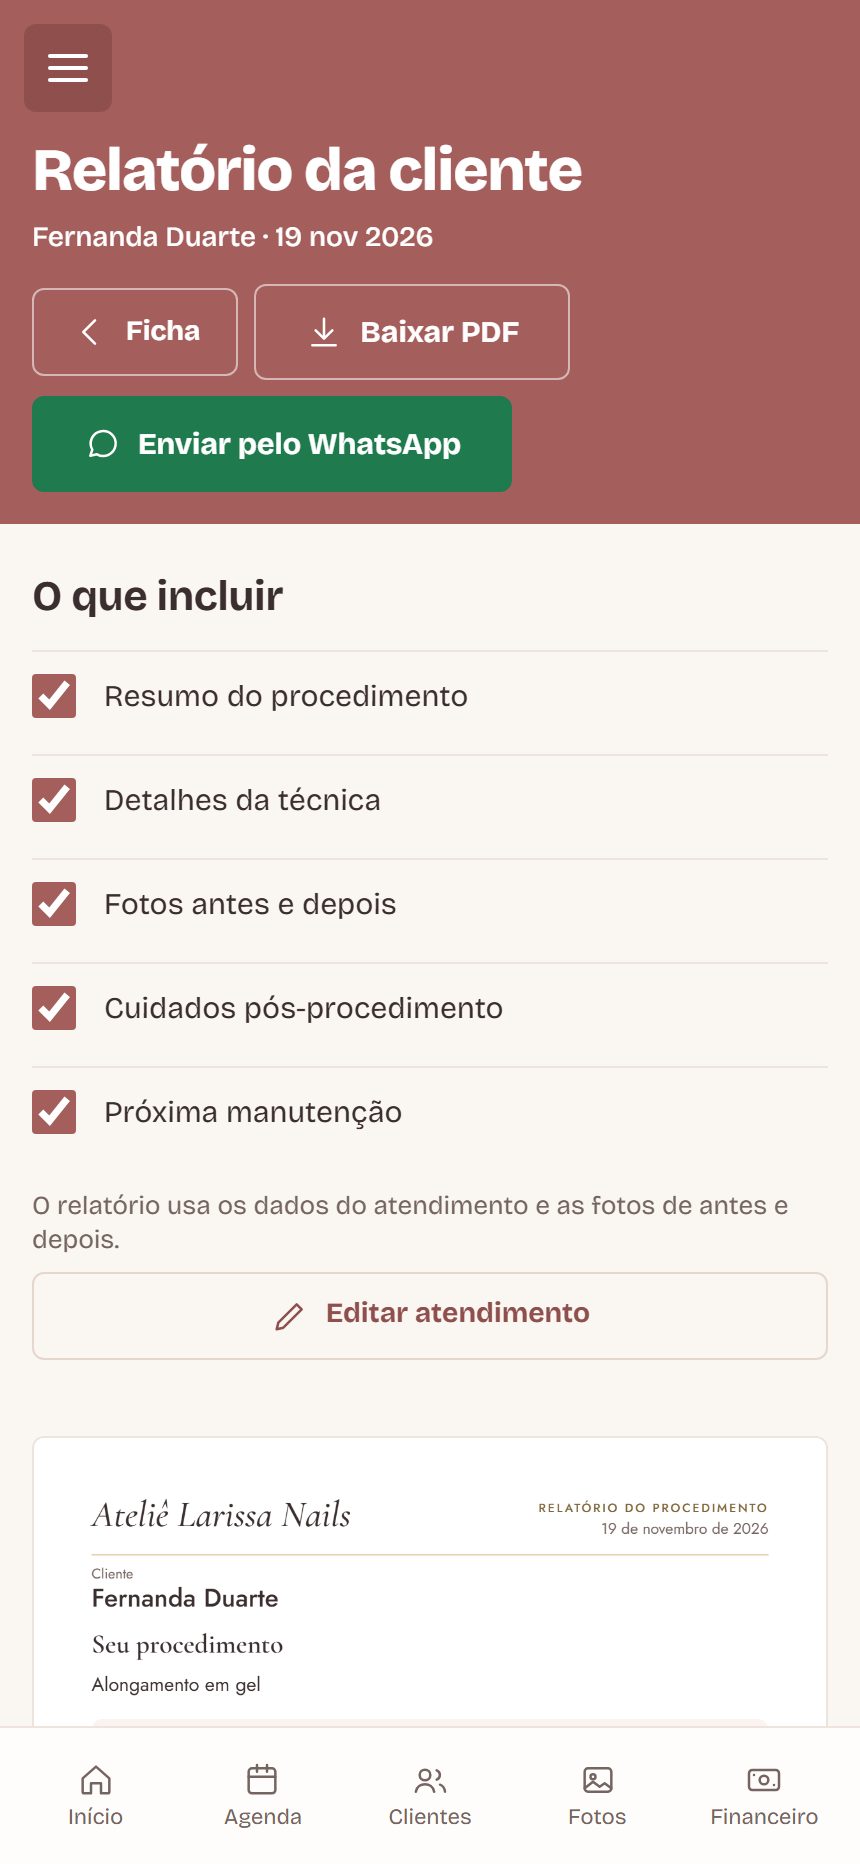 Relatório da cliente
Fernanda Duarte · 19 nov 2026
Ficha
Baixar PDF
Enviar pelo WhatsApp
O que incluir
Resumo do procedimento
Detalhes da técnica
Fotos antes e depois
Cuidados pós-procedimento
Próxima manutenção
O relatório usa os dados do atendimento e as fotos de antes e
depois.
Editar atendimento
Ateliê Larissa Nails
RELATÓRIO DO PROCEDIMENTO
19 de novembro de 2026
Cliente
Fernanda Duarte
Seu procedimento
Alongamento em gel
Início
Agenda
Clientes
Fotos
Financeiro